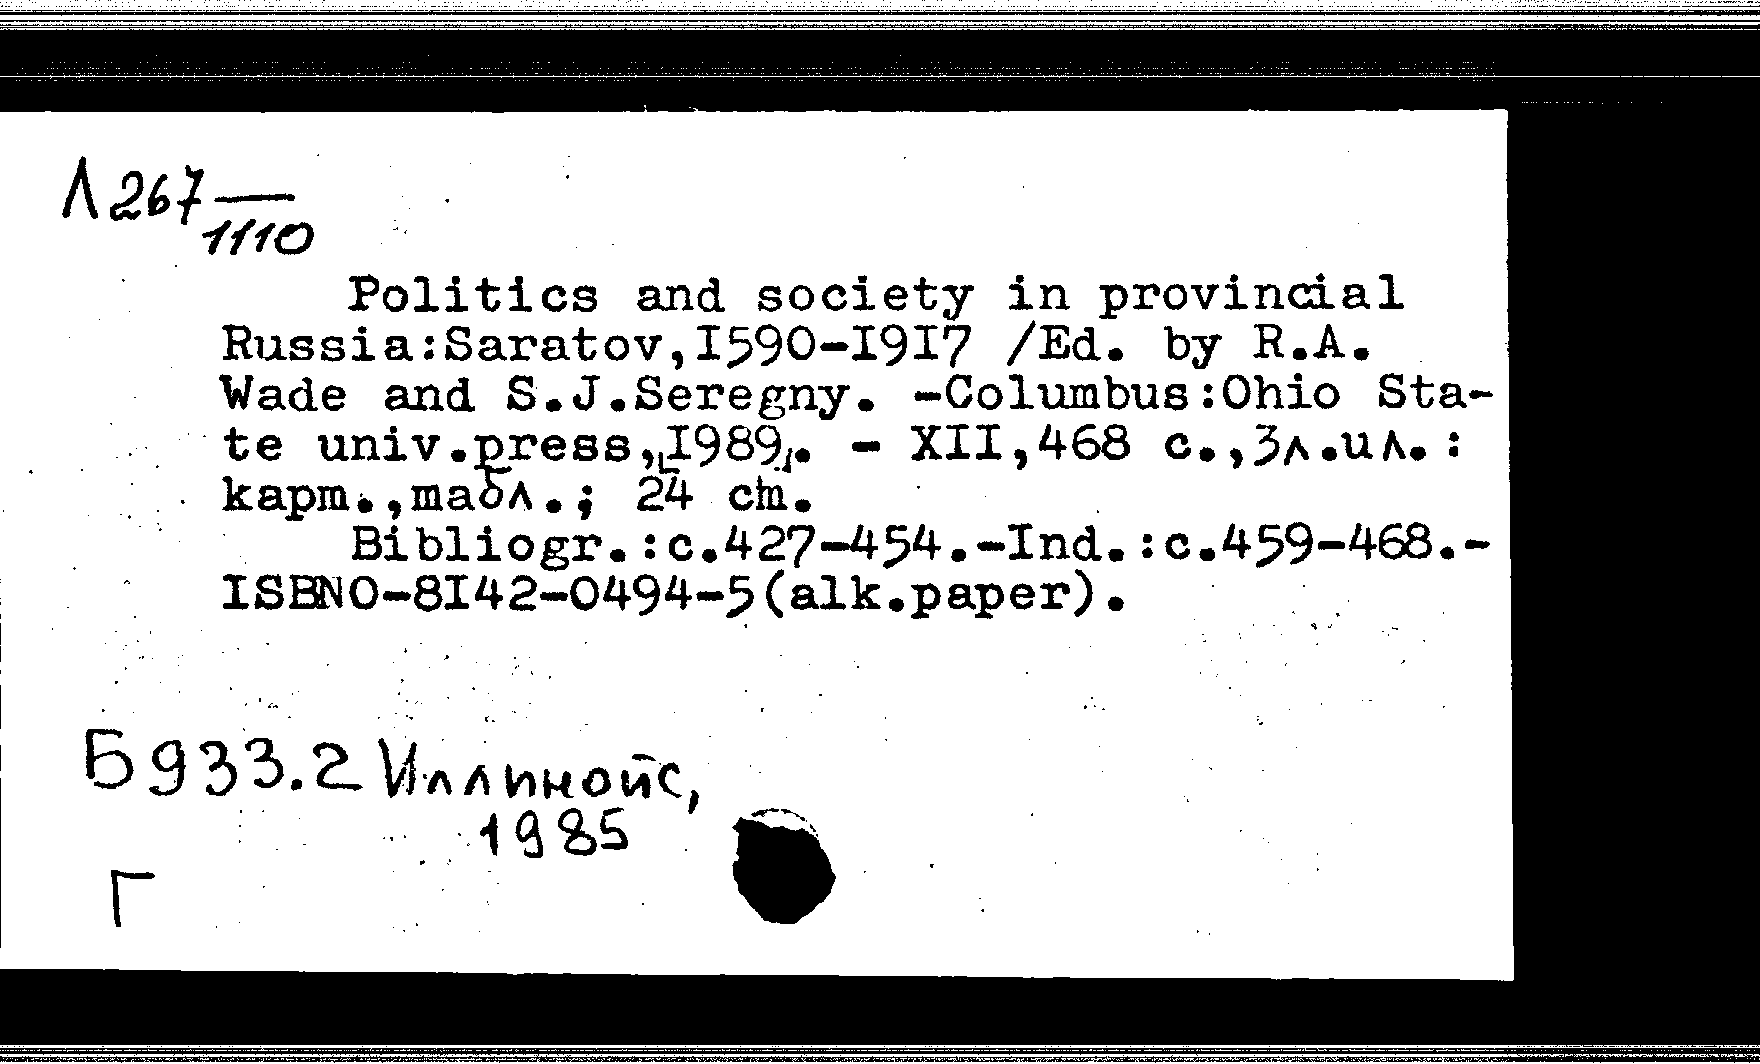 Л 267—
1110
Politics and society in provincial
Russia:Saratov,I590-I9I7 /Ed. by R.A.
Wade and S.J.Seregny. -Columbus:Ohio Sta-
te univ.press,[I989]. - XII,468 c.,3л.ил.:
карт.,табл.; 24 cm.
Bibliogr.:c.427-454.-Ind.:c.459-468.-
ISBNO-8I42-0494-5(alk.paper).
Б933.2 Иллинойс,
1985
Г